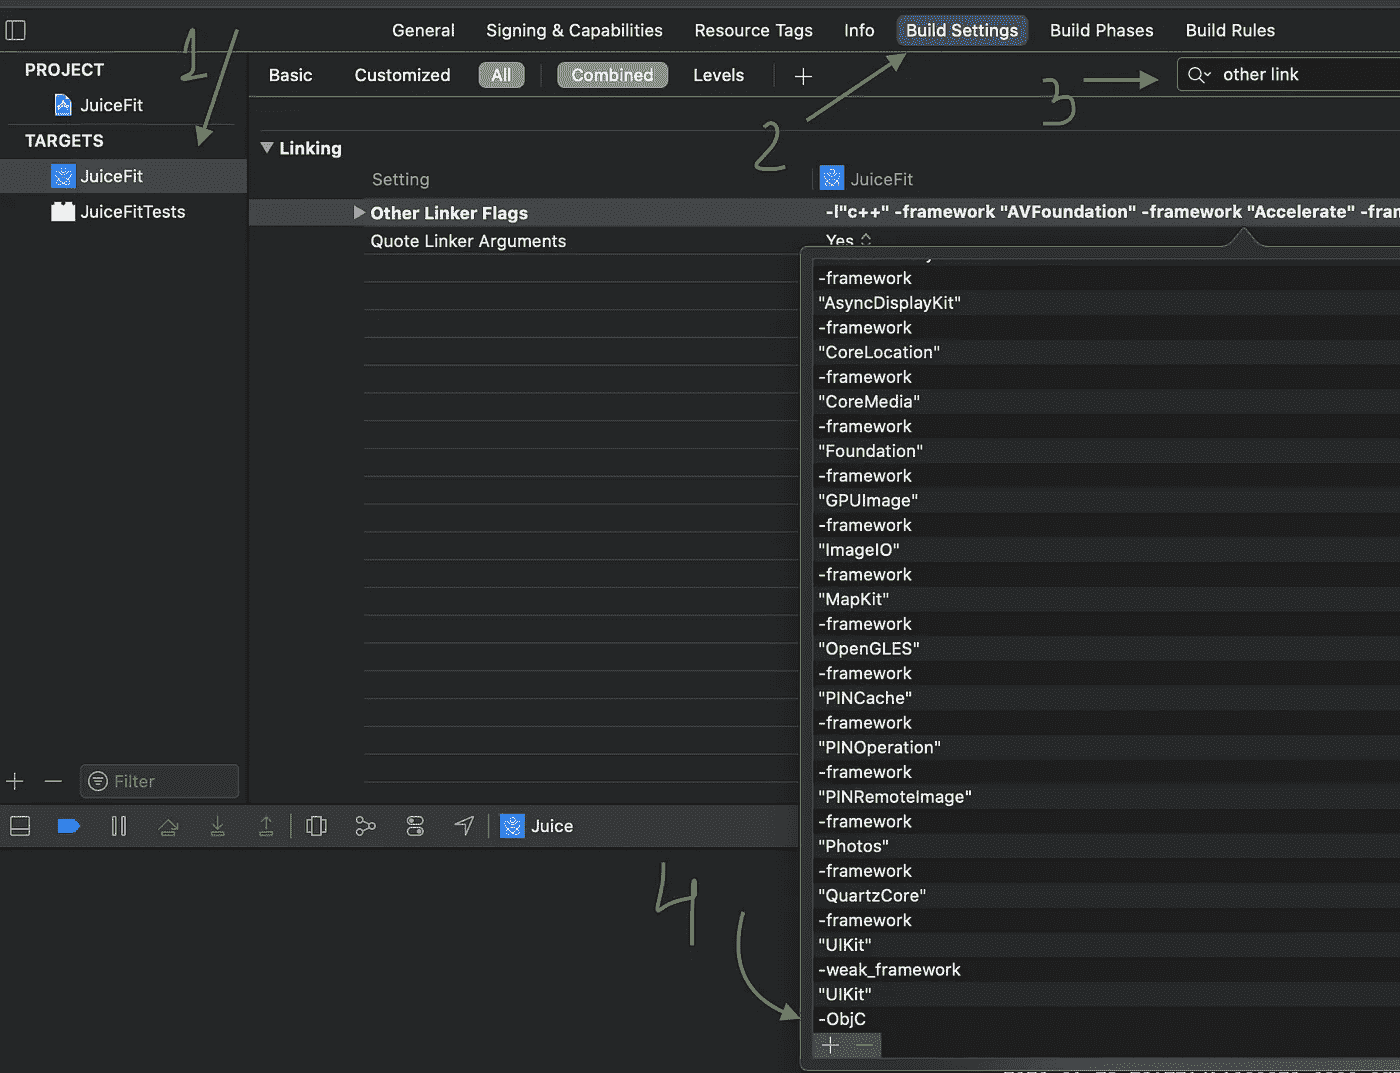 General Signing & Capabilities Resource Tags Info Build Settings Build Phases Build Rules
1
PROJECT
JuiceFit
TARGETS
JuiceFit
JuiceFitTests
Basic Customized All Combined Levels +
2
3
other link
Linking
Setting JuiceFit
Other Linker Flags -l"c++" -framework "AVFoundation" -framework "Accelerate" -fran
Quote Linker Arguments Yes
-framework
"AsyncDisplayKit"
-framework
"CoreLocation"
-framework
"CoreMedia"
-framework
"Foundation"
-framework
"GPUImage"
-framework
"ImageIO"
-framework
"MapKit"
-framework
"OpenGLES"
-framework
"PINCache"
-framework
"PINOperation"
-framework
"PINRemoteImage"
-framework
"Photos"
-framework
"QuartzCore"
-framework
"UIKit"
-weak_framework
"UIKit"
-ObjC
+ −
+ − Filter
Juice
4